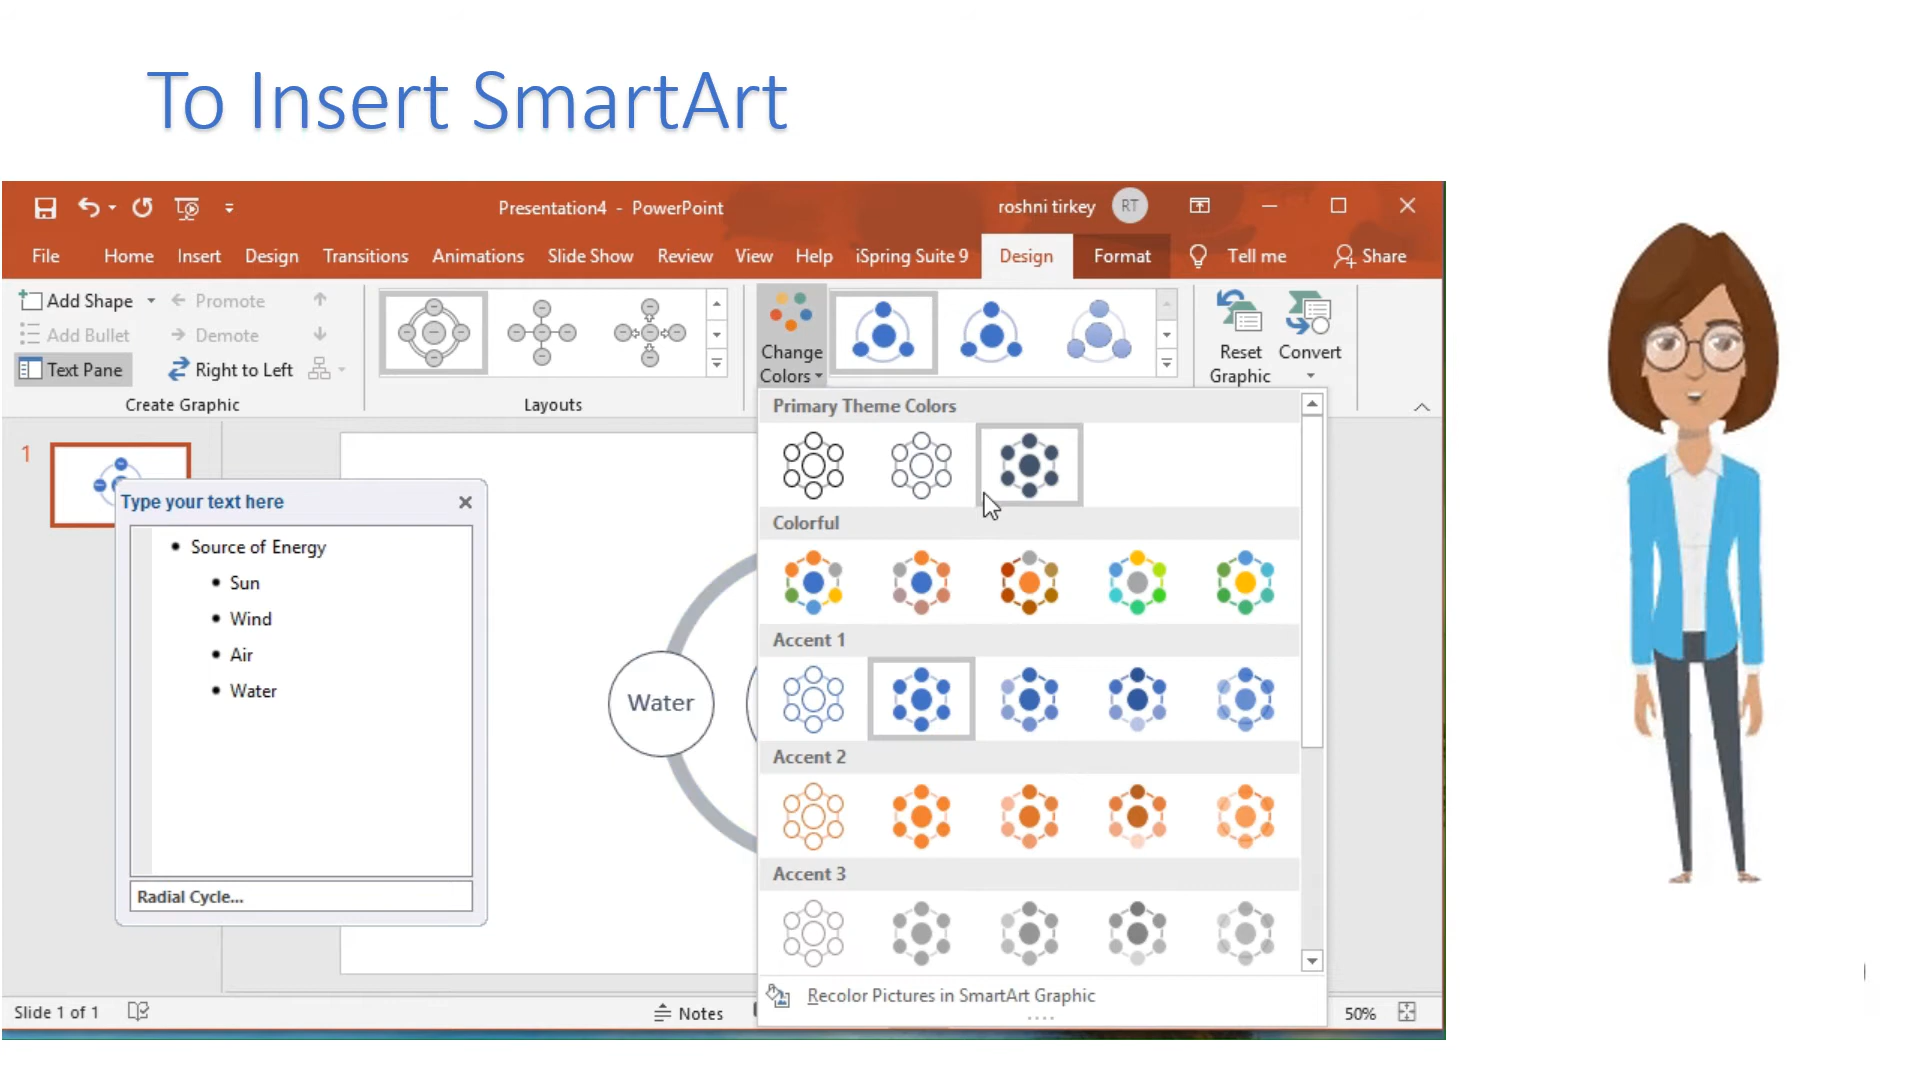 To Insert SmartArt
Presentation4 - PowerPoint
roshni tirkey
RT
File
Home
Insert
Design
Transitions
Animations
Slide Show
Review
View
Help
iSpring Suite 9
Design
Format
Tell me
Share
Add Shape
Promote
Add Bullet
Demote
Text Pane
Right to Left
Create Graphic
Layouts
Change
Colors
Reset
Graphic
Convert
Primary Theme Colors
Colorful
Accent 1
Accent 2
Accent 3
Recolor Pictures in SmartArt Graphic
1
Type your text here
• Source of Energy
• Sun
• Wind
• Air
• Water
Radial Cycle...
Water
Slide 1 of 1
Notes
50%